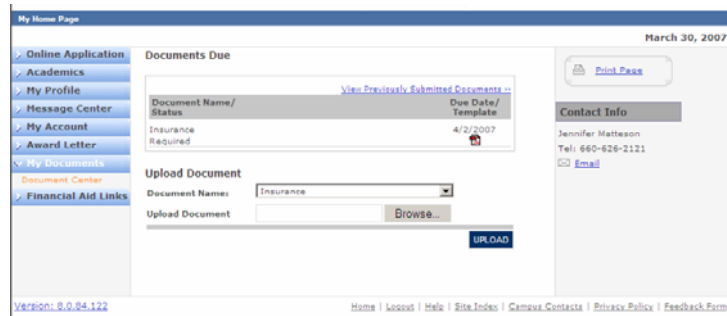 My Home Page
March 30, 2007
Online Application
Academics
My Profile
Message Center
My Account
Award Letter
My Documents
Document Center
Financial Aid Links
Documents Due
View Previously Submitted Documents »
Document Name/ Due Date/
Status Template
Insurance 4/2/2007
Required
Upload Document
Document Name: Insurance
Upload Document Browse...
UPLOAD
Print Page
Contact Info
Jennifer Matteson
Tel: 660-626-2121
Email
Version: 8.0.84.122
Home | Logout | Help | Site Index | Campus Contacts | Privacy Policy | Feedback Form